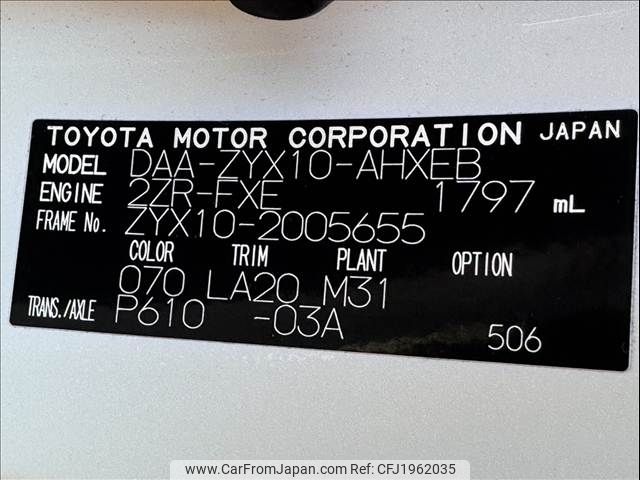 TOYOTA MOTOR CORPORATION JAPAN
MODEL DAA-ZYX10-AHXEB
ENGINE 2ZR-FXE 1797 mL
FRAME No. ZYX10-2005655
COLOR TRIM PLANT OPTION
070 LA20 M31
TRANS./AXLE P610 -03A
506
www.CarFromJapan.com Ref:CFJ1962035